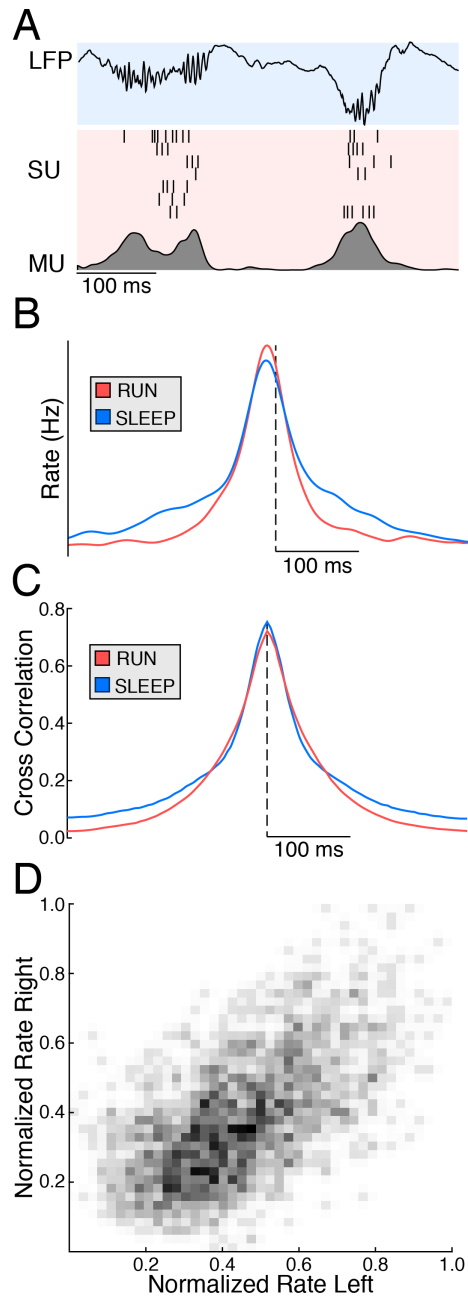 A
LFP
SU
MU
100 ms
B
Rate (Hz)
RUN
SLEEP
100 ms
C
Cross Correlation
0.8
0.6
0.4
0.2
0.0
RUN
SLEEP
100 ms
D
Normalized Rate Right
1.0
0.8
0.6
0.4
0.2
0.2 0.4 0.6 0.8 1.0
Normalized Rate Left